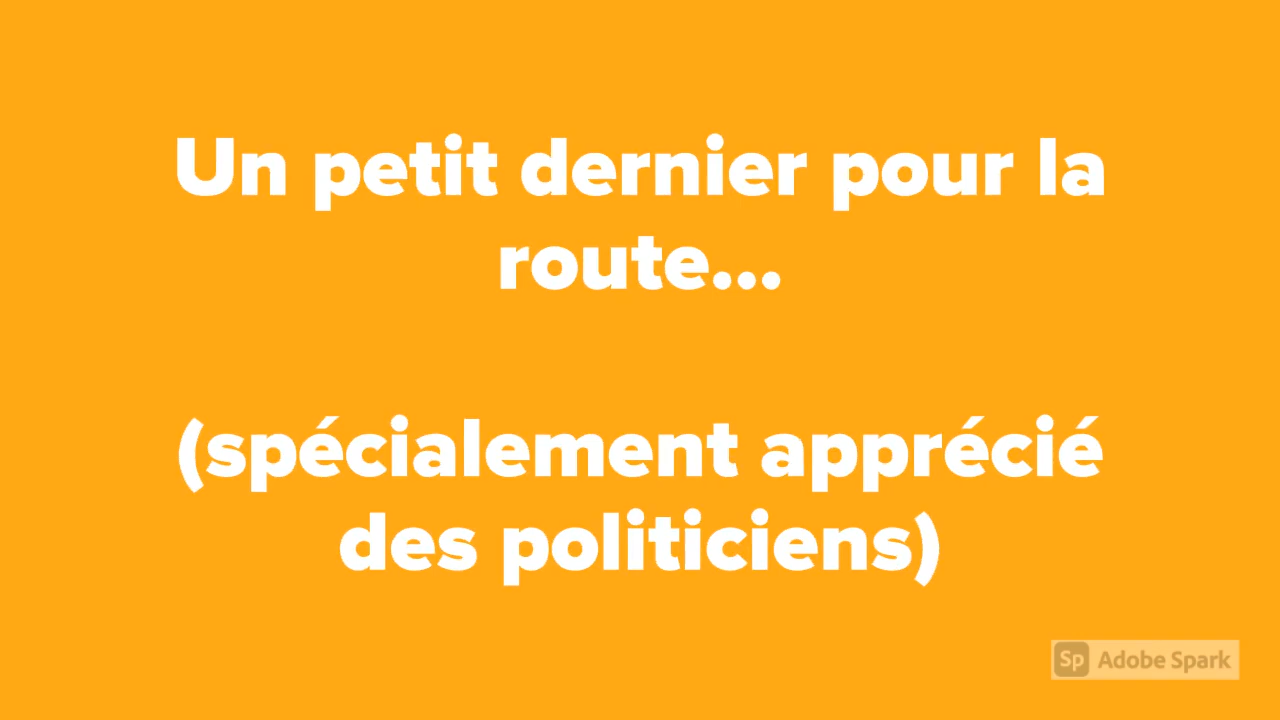 Un petit dernier pour la
route...
(spécialement apprécié
des politiciens)
Sp Adobe Spark